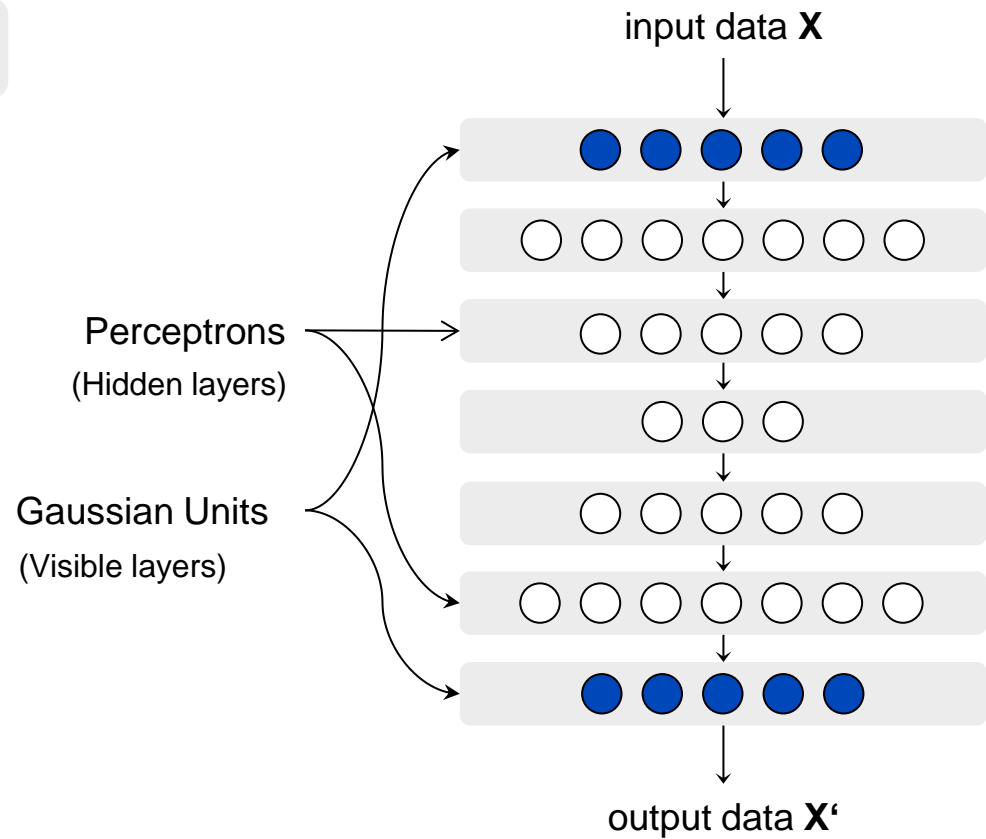 input data X
Perceptrons
(Hidden layers)
Gaussian Units
(Visible layers)
output data X‘